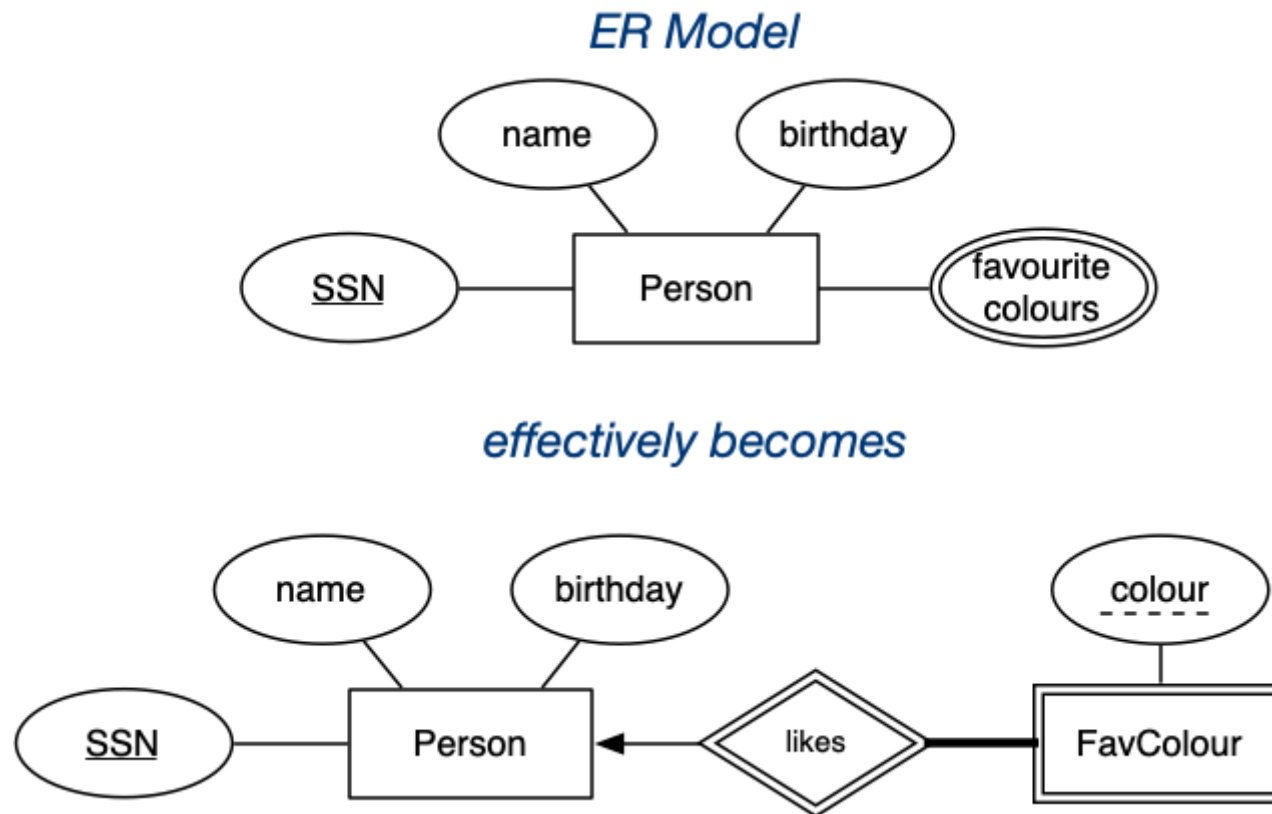 ER Model
name
birthday
SSN
Person
favourite
colours
effectively becomes
name
birthday
colour
SSN
Person
likes
FavColour